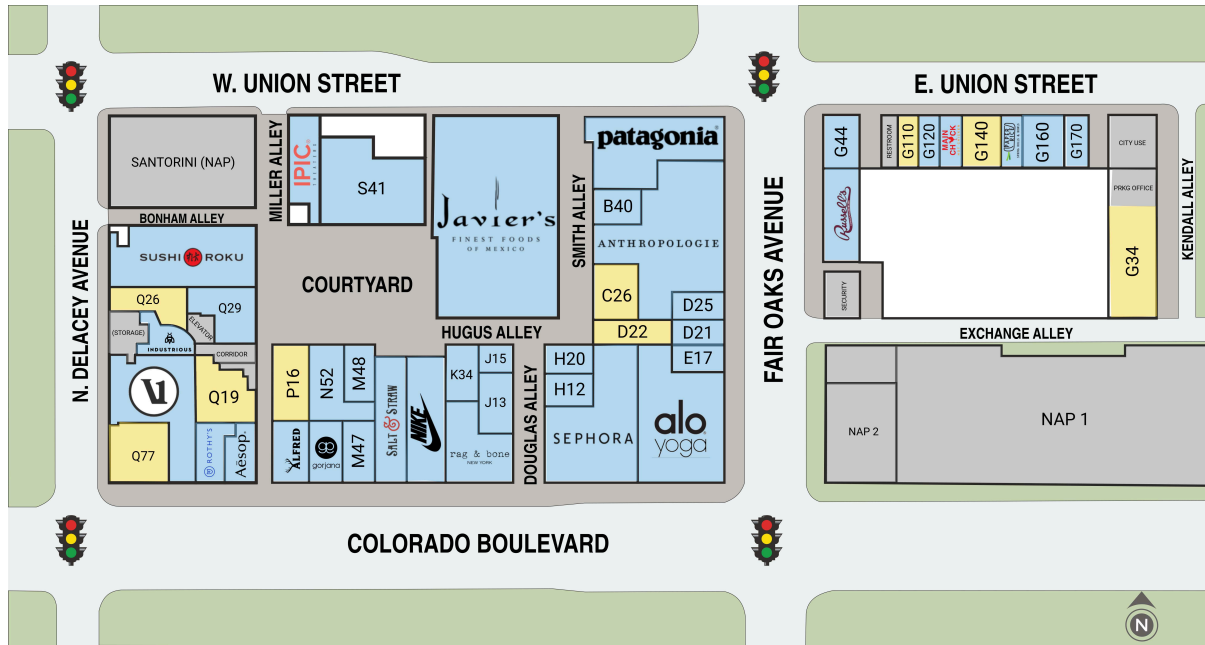 W. UNION STREET
E. UNION STREET
SANTORINI (NAP)
MILLER ALLEY
IPIC
THEATERS
S41
Javier's
FINEST FOODS
OF MEXICO
patagonia
SMITH ALLEY
B40
ANTHROPOLOGIE
C26
D25
D22
D21
E17
FAIR OAKS AVENUE
G44
RESTROOM
G110
G120
MAIN
CHICK
G140
G160
G170
CITY USE
PRKG OFFICE
G34
KENDALL ALLEY
Russell's
SECURITY
EXCHANGE ALLEY
NAP 1
NAP 2
BONHAM ALLEY
N. DELACEY AVENUE
SUSHI ROKU
Q26
Q29
(STORAGE)
ELEVATOR
INDUSTRIOUS
CORRIDOR
V
Q19
Q77
ROTHY'S
Aēsop.
COURTYARD
HUGUS ALLEY
P16
N52
M48
ALFRED
gorjana
M47
SALT & STRAW
NIKE
K34
J15
J13
rag & bone
NEW YORK
DOUGLAS ALLEY
H20
H12
SEPHORA
alo
yoga
COLORADO BOULEVARD
N